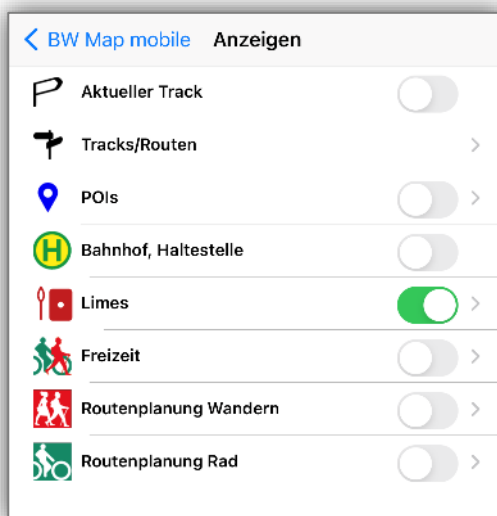 BW Map mobile Anzeigen
Aktueller Track
Tracks/Routen
POIs
H Bahnhof, Haltestelle
Limes
Freizeit
Routenplanung Wandern
Routenplanung Rad